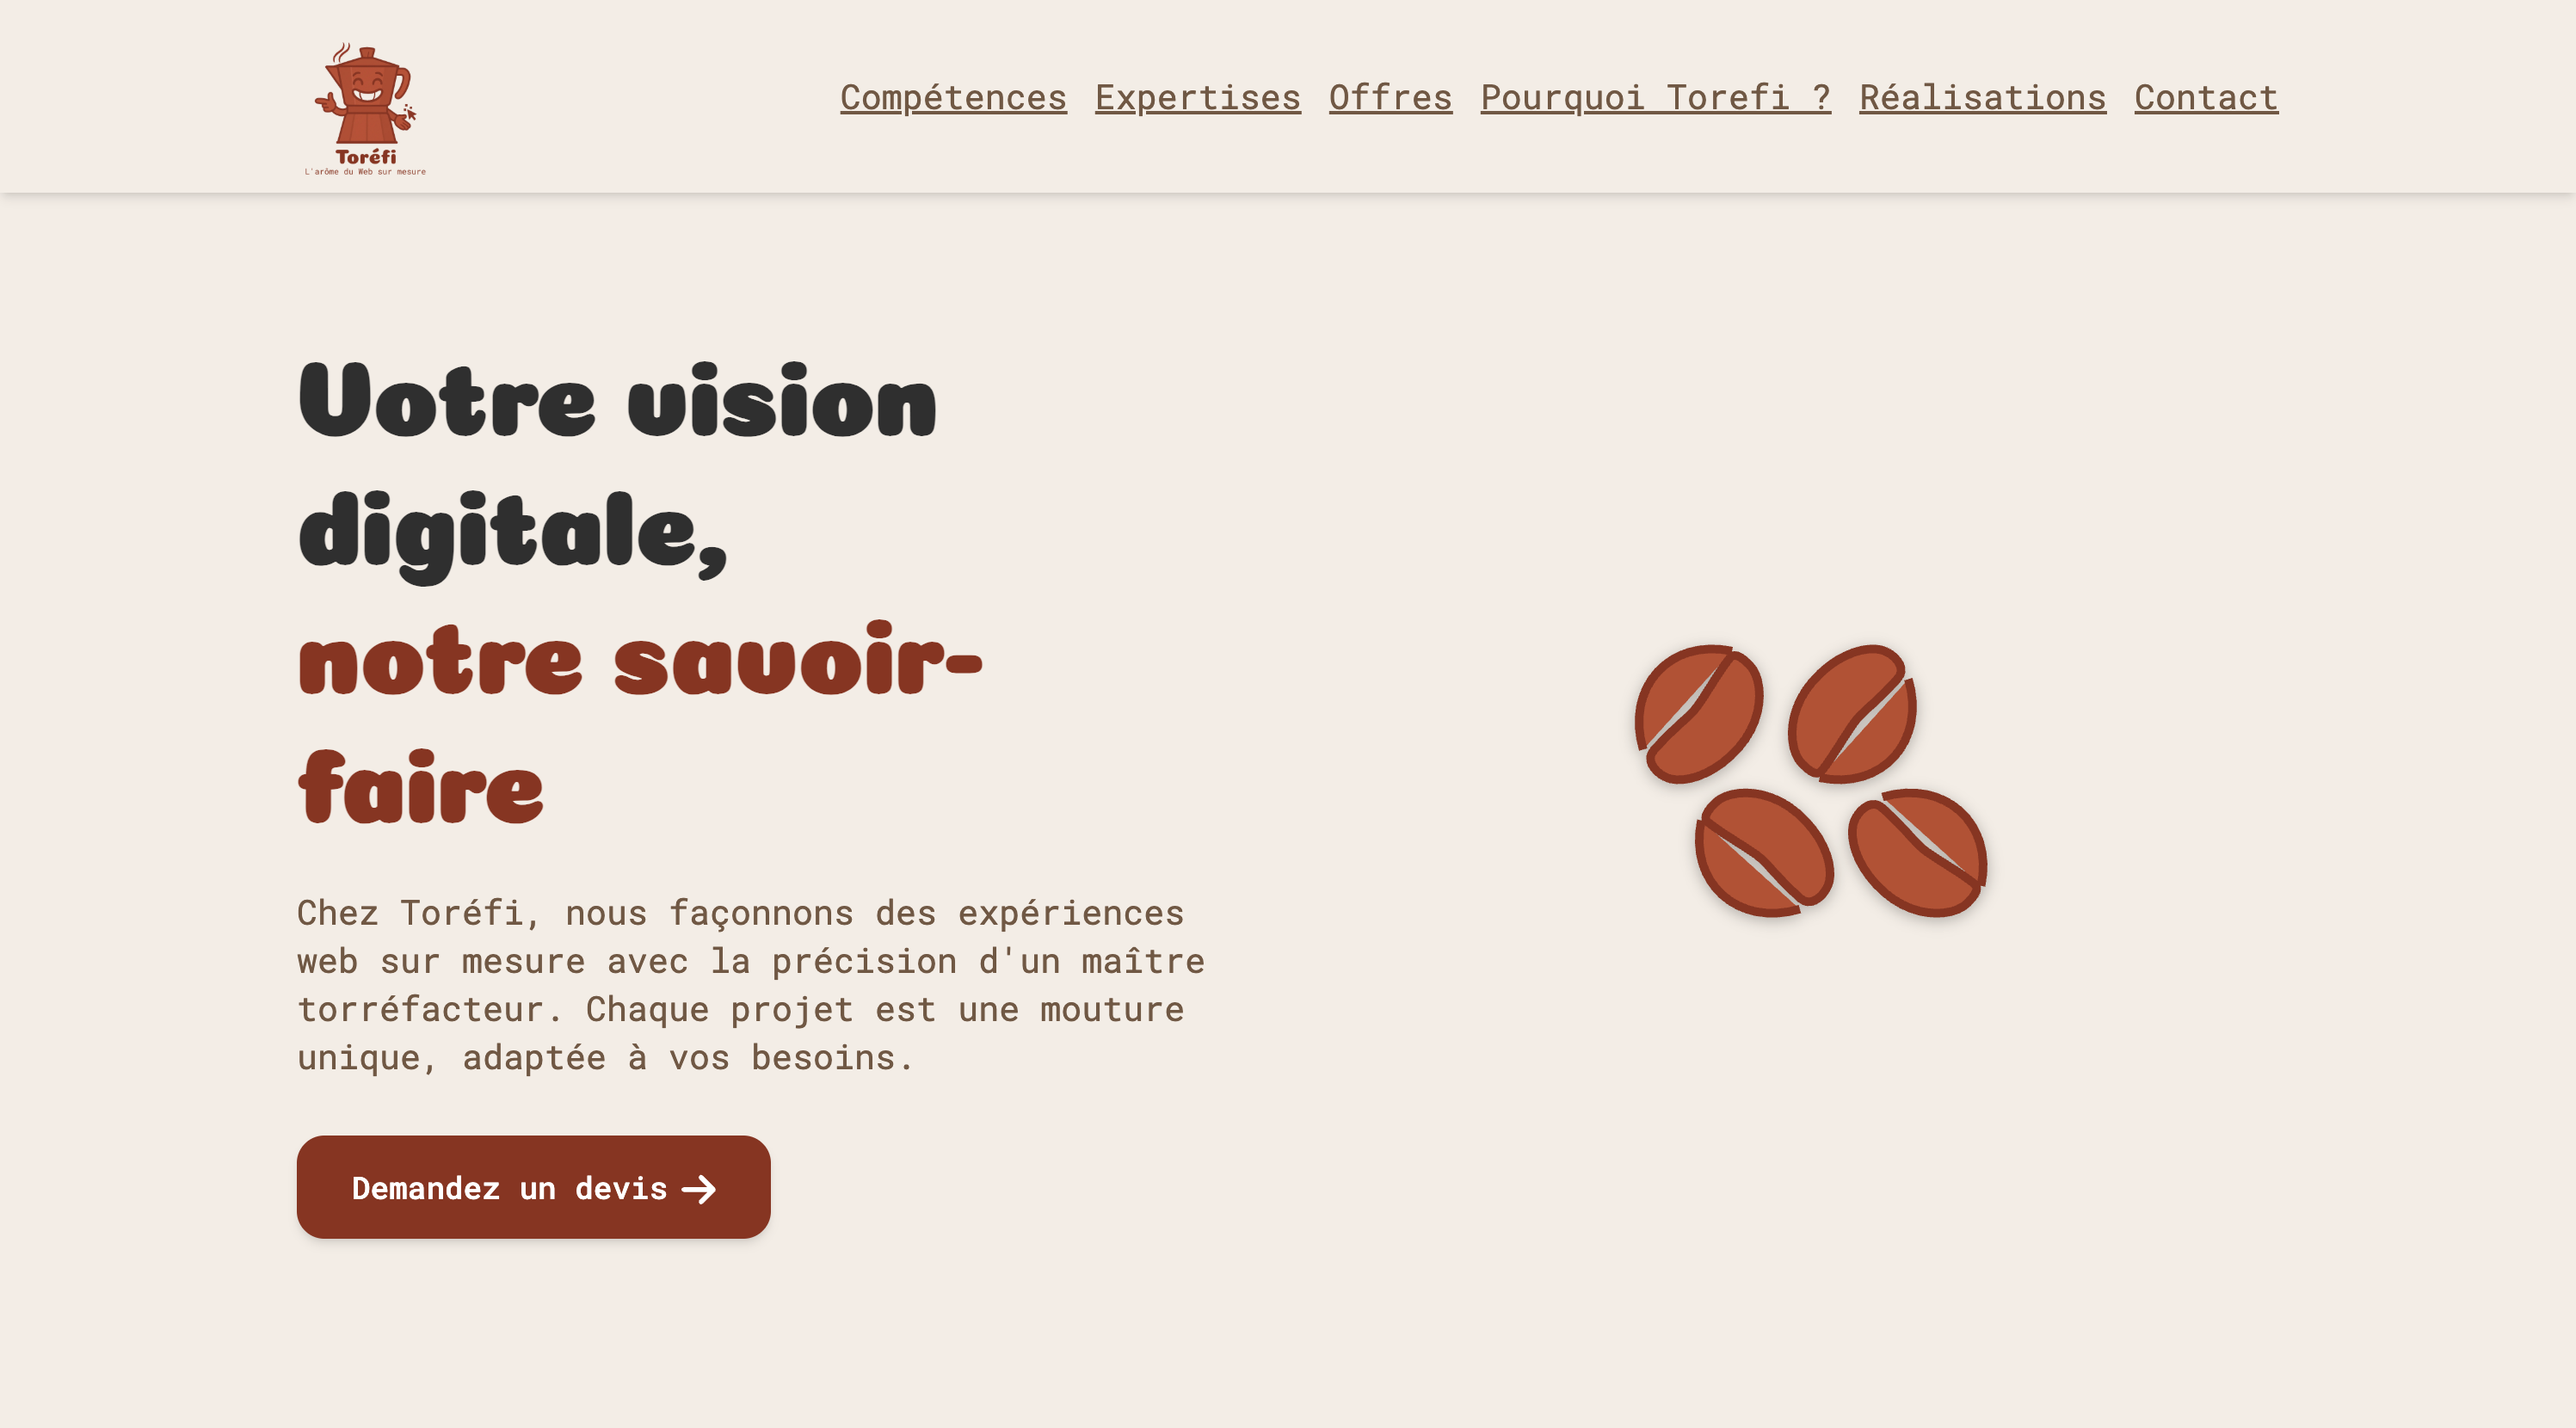 Toréfi
L'arôme du Web sur mesure
Compétences Expertises Offres Pourquoi Torefi ? Réalisations Contact
Votre vision
digitale,
notre savoir-
faire
Chez Toréfi, nous façonnons des expériences
web sur mesure avec la précision d'un maître
torréfacteur. Chaque projet est une mouture
unique, adaptée à vos besoins.
Demandez un devis →